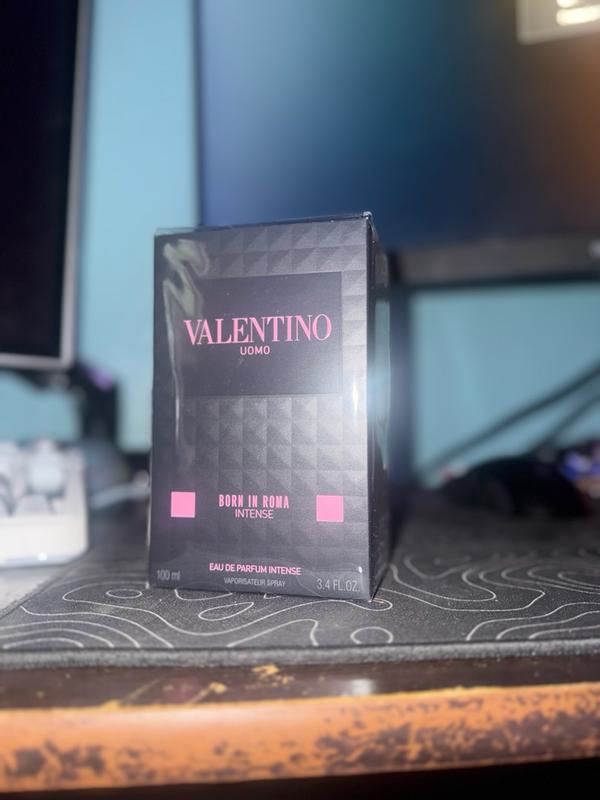 VALENTINO
UOMO
BORN IN ROMA
INTENSE
EAU DE PARFUM INTENSE
VAPORISATEUR SPRAY
100 ml
3.4 FL.OZ.